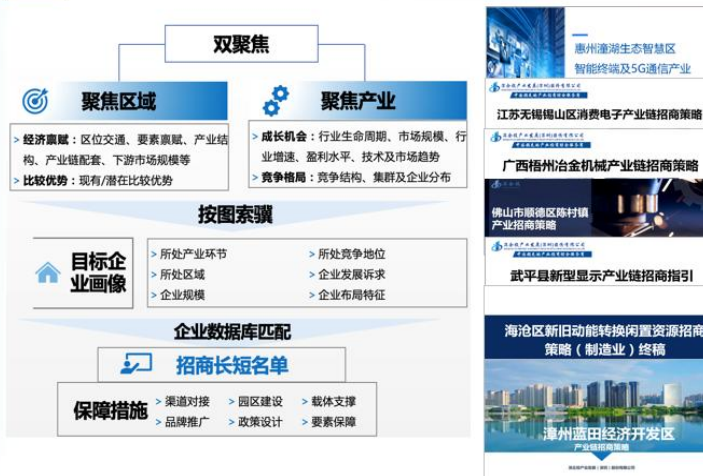 双聚焦
聚焦区域
> 经济禀赋：区位交通、要素禀赋、产业结
构、产业链配套、下游市场规模等
> 比较优势：现有/潜在比较优势
聚焦产业
> 成长机会：行业生命周期、市场规模、行
业增速、盈利水平、技术及市场趋势
> 竞争格局：竞争结构、集群及企业分布
按图索骥
目标企
业画像
> 所处产业环节
> 所处区域
> 企业规模
> 所处竞争地位
> 企业发展诉求
> 企业布局特征
企业数据库匹配
招商长短名单
保障措施
> 渠道对接
> 园区建设
> 载体支撑
> 品牌推广
> 政策设计
> 要素保障
惠州潼湖生态智慧区
智能终端及5G通信产业
江苏无锡锡山区消费电子产业链招商策略
广西梧州冶金机械产业链招商策略
佛山市顺德区陈村镇
产业招商策略
武平县新型显示产业链招商指引
海沧区新旧动能转换闲置资源招商
策略（制造业）终稿
漳州蓝田经济开发区
产业链招商策略